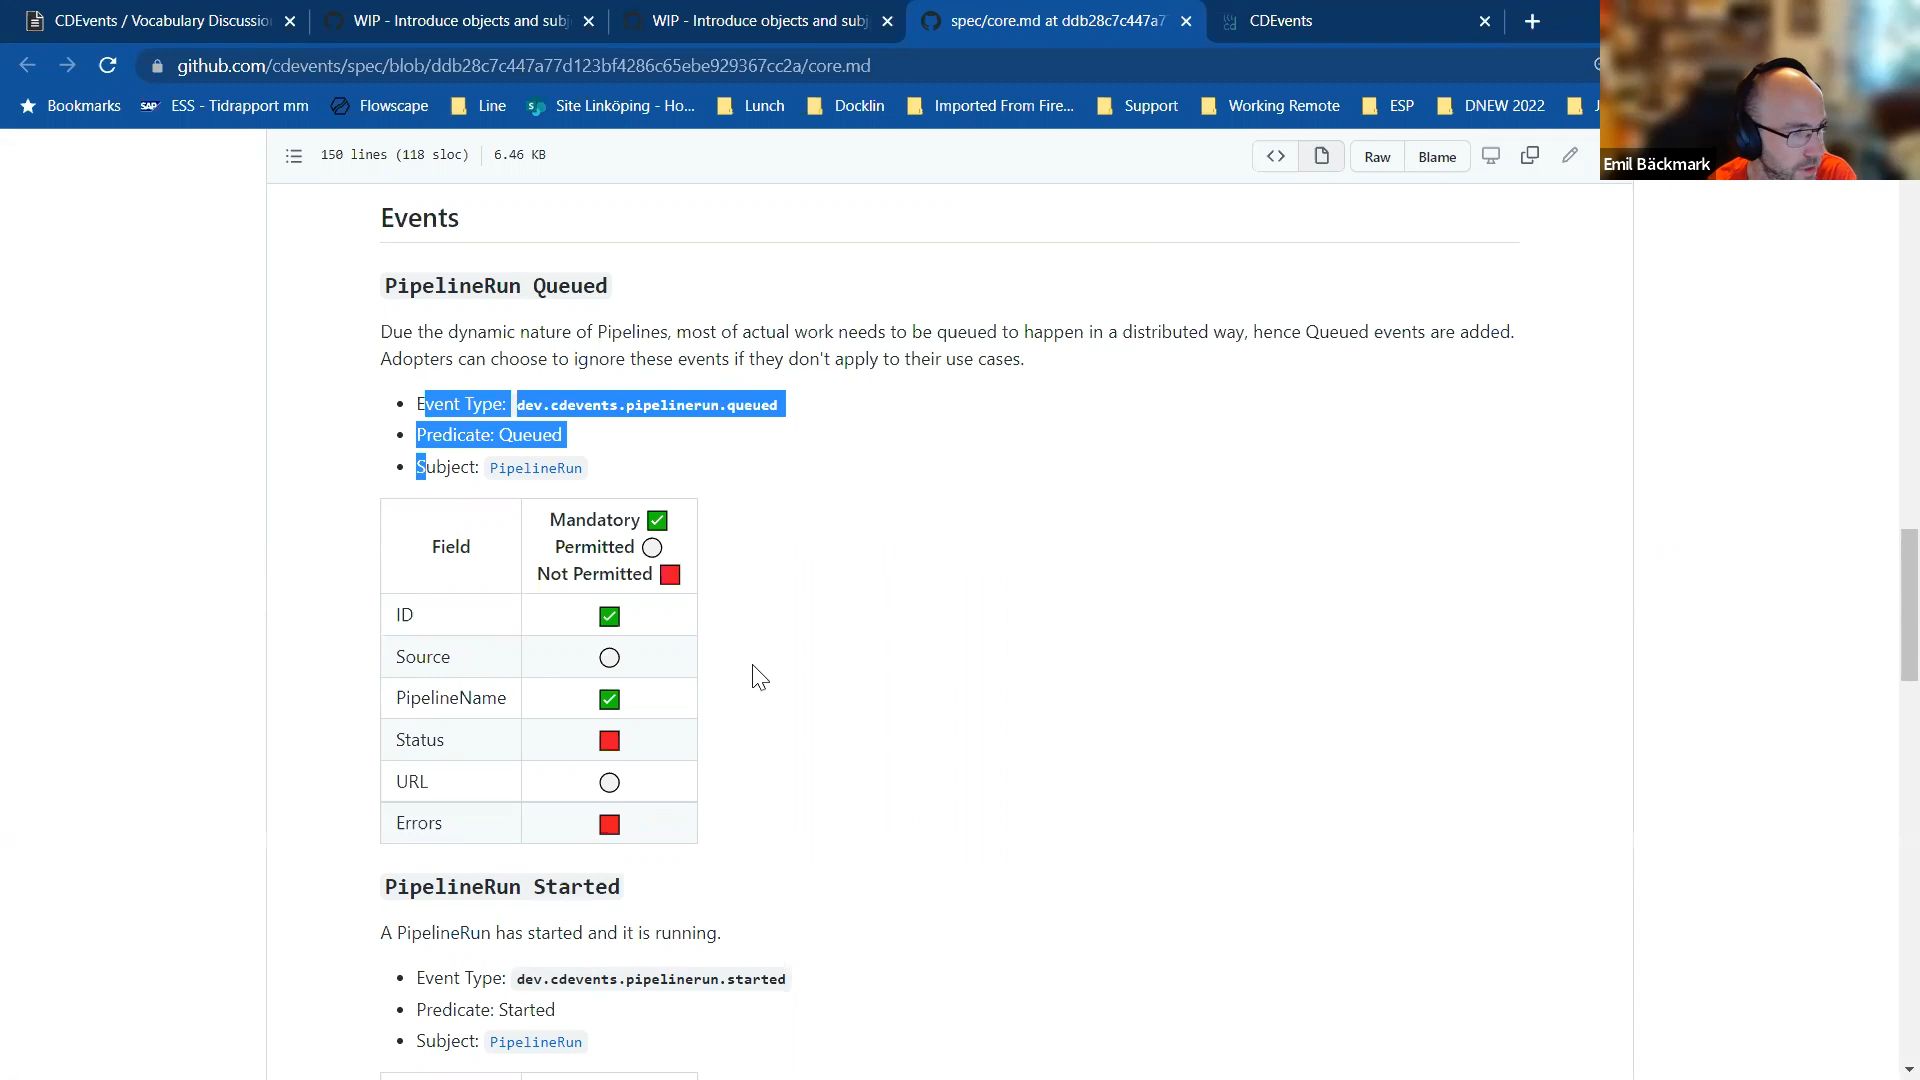 CDEvents / Vocabulary Discussio
WIP - Introduce objects and subj
WIP - Introduce objects and subj
spec/core.md at ddb28c7c447a7
CDEvents
github.com/cdevents/spec/blob/ddb28c7c447a77d123bf4286c65ebe929367cc2a/core.md
Bookmarks
SAP ESS - Tidrapport mm
Flowscape
Line
Site Linköping - Ho...
Lunch
Docklin
Imported From Fire...
Support
Working Remote
ESP
DNEW 2022
Emil Bäckmark
150 lines (118 sloc) 6.46 KB
Raw
Blame
Events
PipelineRun Queued
Due the dynamic nature of Pipelines, most of actual work needs to be queued to happen in a distributed way, hence Queued events are added.
Adopters can choose to ignore these events if they don't apply to their use cases.
• Event Type: dev.cdevents.pipelinerun.queued
• Predicate: Queued
• Subject: PipelineRun
Field
Mandatory ✅
Permitted ⚪
Not Permitted 🟥
ID ✅
Source ⚪
PipelineName ✅
Status 🟥
URL ⚪
Errors 🟥
PipelineRun Started
A PipelineRun has started and it is running.
• Event Type: dev.cdevents.pipelinerun.started
• Predicate: Started
• Subject: PipelineRun